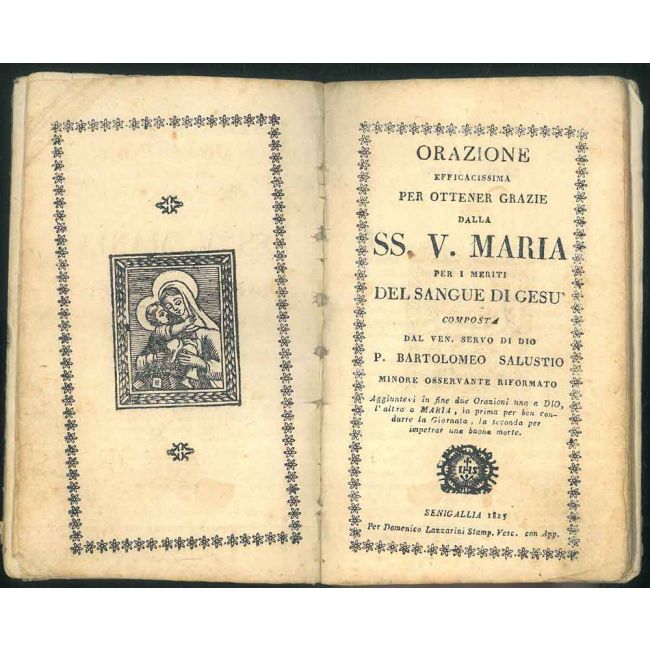 ORAZIONE
EFFICACISSIMA
PER OTTENER GRAZIE
DALLA
SS. V. MARIA
PER I MERITI
DEL SANGUE DI GESU'
COMPOSTA
DAL VEN. SERVO DI DIO
P. BARTOLOMEO SALUSTIO
MINORE OSSERVANTE RIFORMATO
Aggiuntevi in fine due Orazioni una a DIO,
l'altra a MARIA, la prima per ben con-
durre la Giornata, la seconda per
impetrar una buona morte.
IHS
SENIGALLIA 1825
Per Domenico Lazzarini Stamp. Vesc. con App.